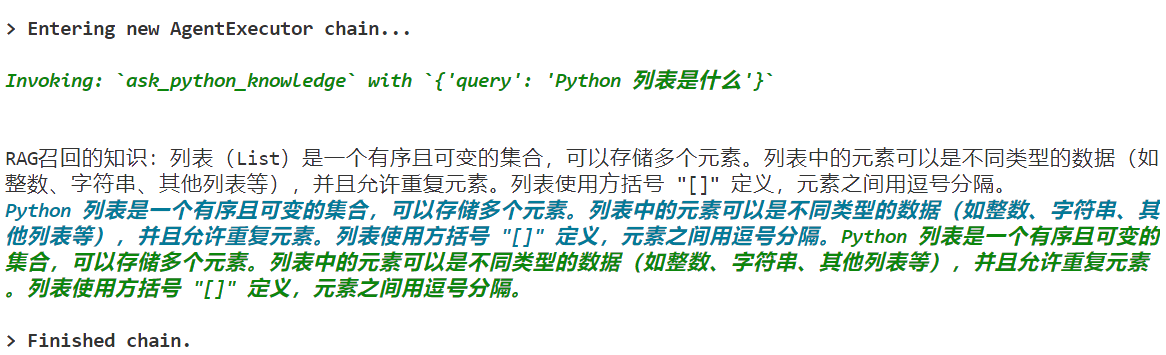 > Entering new AgentExecutor chain...
Invoking: `ask_python_knowledge` with `{'query': 'Python 列表是什么'}`
RAG召回的知识：列表（List）是一个有序且可变的集合，可以存储多个元素。列表中的元素可以是不同类型的数据（如
整数、字符串、其他列表等），并且允许重复元素。列表使用方括号 "[]" 定义，元素之间用逗号分隔。
Python 列表是一个有序且可变的集合，可以存储多个元素。列表中的元素可以是不同类型的数据（如整数、字符串、其
他列表等），并且允许重复元素。列表使用方括号 "[]" 定义，元素之间用逗号分隔。Python 列表是一个有序且可变的
集合，可以存储多个元素。列表中的元素可以是不同类型的数据（如整数、字符串、其他列表等），并且允许重复元素
。列表使用方括号 "[]" 定义，元素之间用逗号分隔。
> Finished chain.